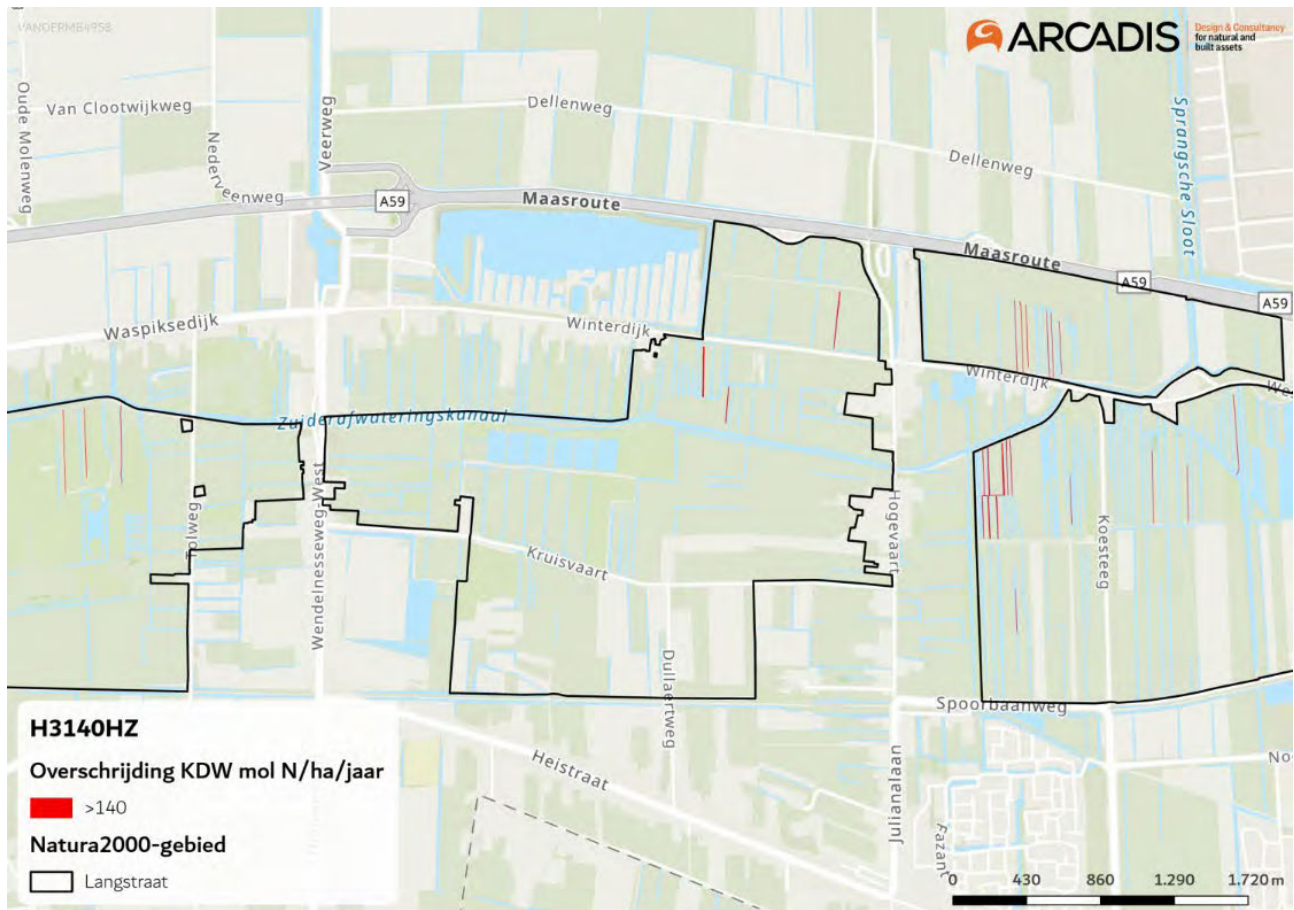 VANDERMB4958
ARCADIS
Design & Consultancy
for natural and
built assets
Oude Molenweg
Van Clootwijkweg
Nederveenweg
Veerweg
Dellenweg
Dellenweg
Sprangsche Sloot
A59
Maasroute
Maasroute
A59
A59
Waspiksedijk
Winterdijk
Winterdijk
We
Zuiderafwateringskanaal
Tolweg
Wendelnesseweg-West
Hogevaart
Koesteeg
Kruisvaart
Dullaertweg
Spoorbaanweg
Heistraat
Julianalaan
Fazant
No
H3140HZ
Overschrijding KDW mol N/ha/jaar
>140
Natura2000-gebied
Langstraat
0 430 860 1.290 1.720 m